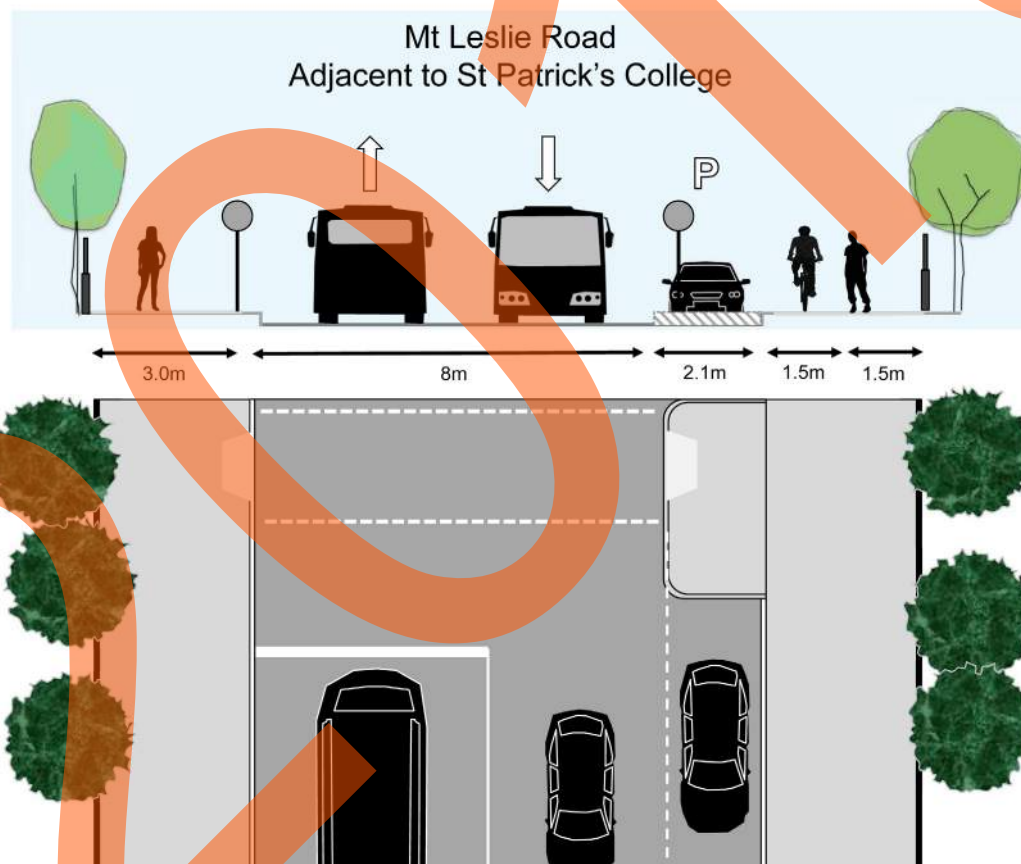 Mt Leslie Road
Adjacent to St Patrick's College
P
3.0m
8m
2.1m
1.5m
1.5m